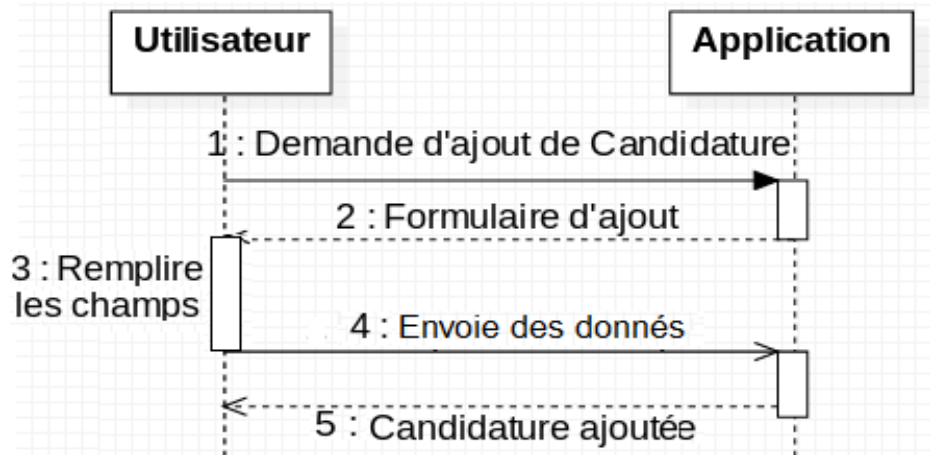 Utilisateur
Application
1 : Demande d'ajout de Candidature
2 : Formulaire d'ajout
3 : Remplire
les champs
4 : Envoie des donnés
5 : Candidature ajoutée